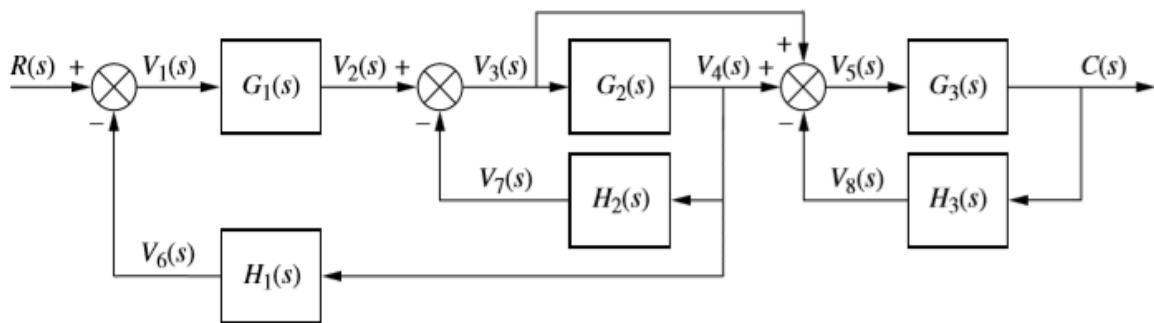 +
R(s) + V₁(s) G₁(s) V₂(s) + V₃(s) G₂(s) V₄(s) + V₅(s) G₃(s) C(s)
− − −
V₇(s) H₂(s) V₈(s) H₃(s)
V₆(s) H₁(s)